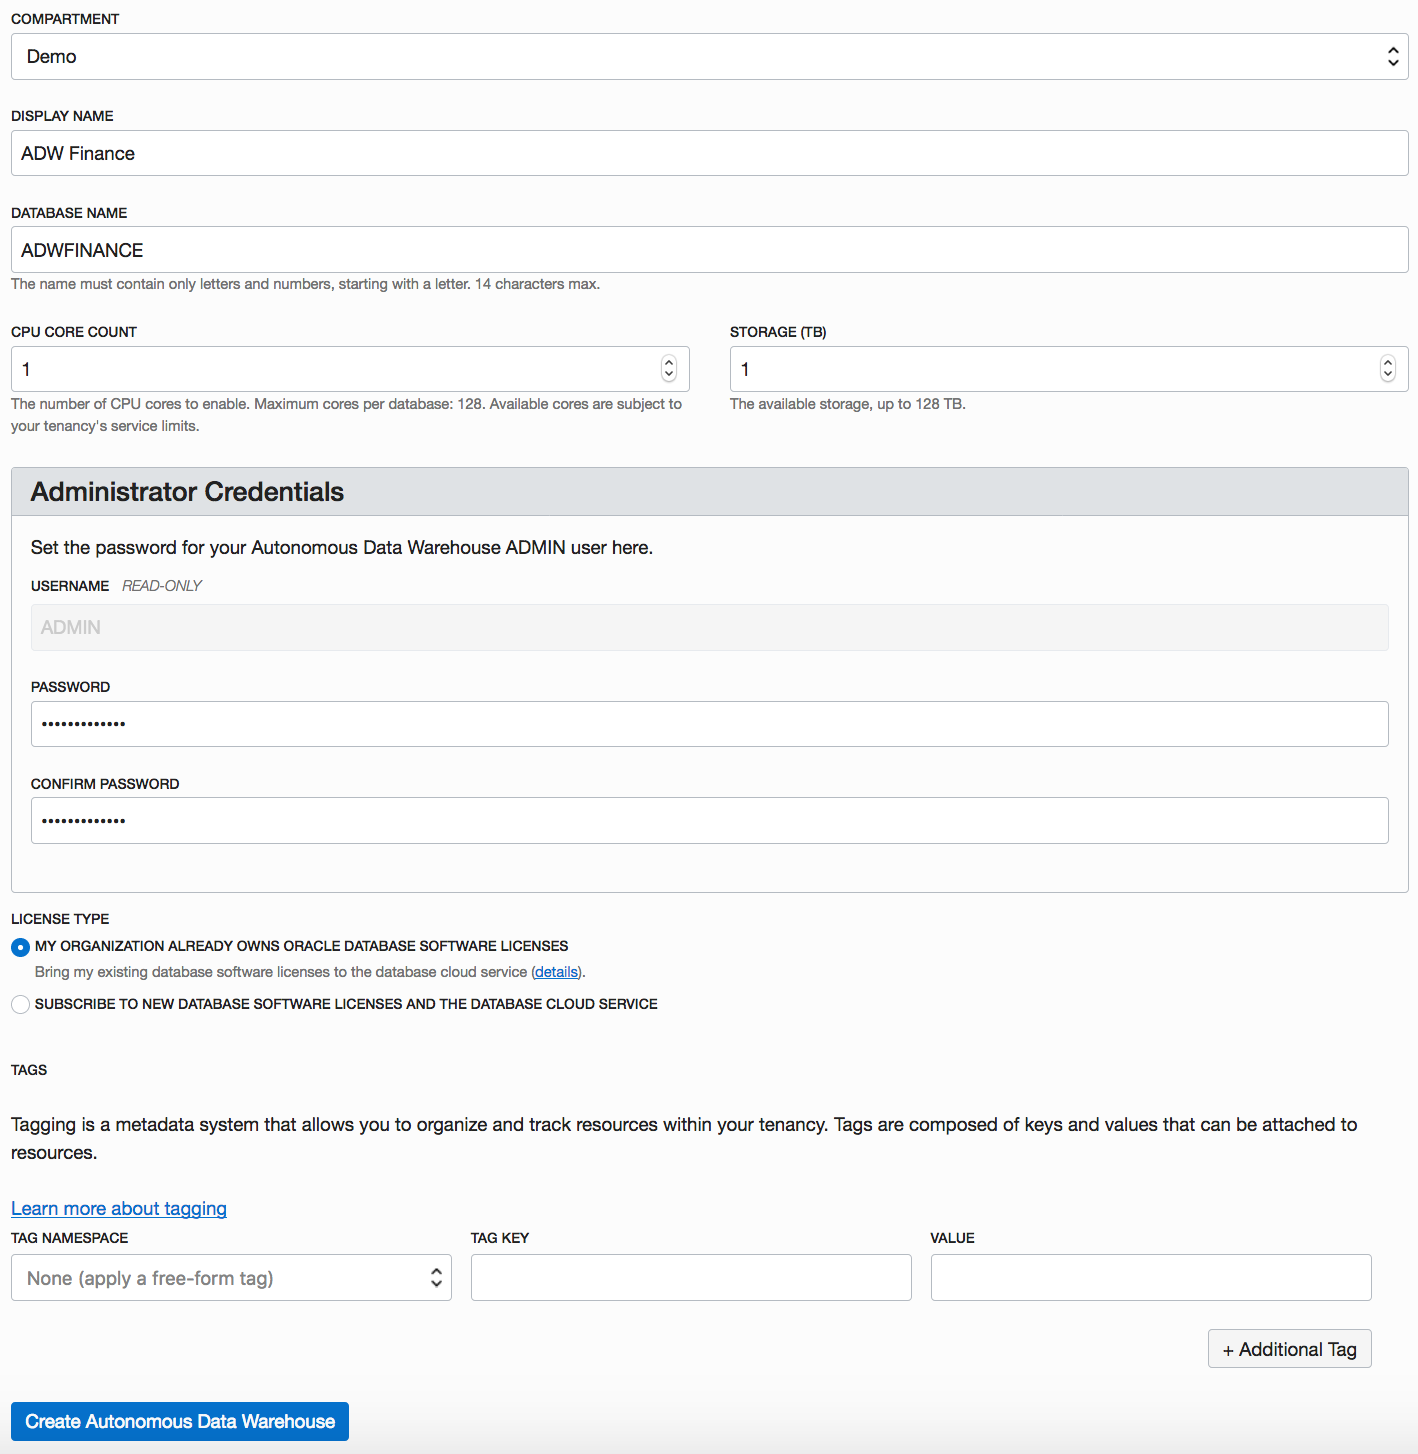 COMPARTMENT
Demo
DISPLAY NAME
ADW Finance
DATABASE NAME
ADWFINANCE
The name must contain only letters and numbers, starting with a letter. 14 characters max.
CPU CORE COUNT
STORAGE (TB)
1
1
The number of CPU cores to enable. Maximum cores per database: 128. Available cores are subject to
your tenancy's service limits.
The available storage, up to 128 TB.
Administrator Credentials
Set the password for your Autonomous Data Warehouse ADMIN user here.
USERNAME READ-ONLY
ADMIN
PASSWORD
•••••••••••••
CONFIRM PASSWORD
•••••••••••••
LICENSE TYPE
MY ORGANIZATION ALREADY OWNS ORACLE DATABASE SOFTWARE LICENSES
Bring my existing database software licenses to the database cloud service (details).
SUBSCRIBE TO NEW DATABASE SOFTWARE LICENSES AND THE DATABASE CLOUD SERVICE
TAGS
Tagging is a metadata system that allows you to organize and track resources within your tenancy. Tags are composed of keys and values that can be attached to
resources.
Learn more about tagging
TAG NAMESPACE
TAG KEY
VALUE
None (apply a free-form tag)
+ Additional Tag
Create Autonomous Data Warehouse